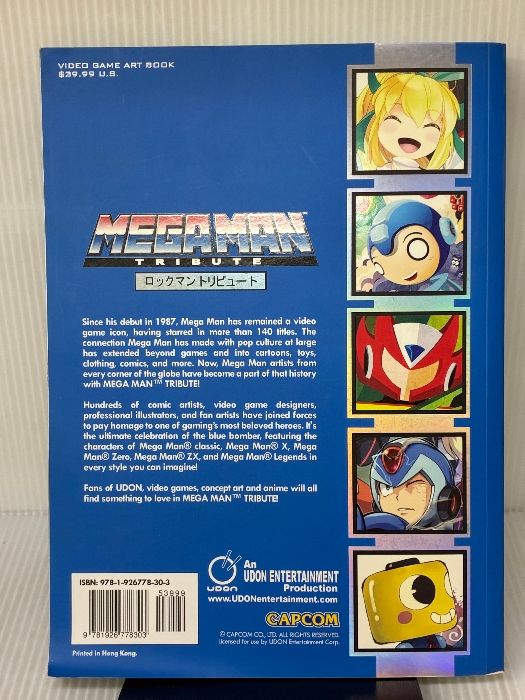 VIDEO GAME ART BOOK
$39.99 U.S.
MEGAMAN™
TRIBUTE
ロックマン トリビュート
Since his debut in 1987, Mega Man has remained a video
game icon, having starred in more than 140 titles. The
connection Mega Man has made with pop culture at large
has extended beyond games and into cartoons, toys,
clothing, comics, and more. Now, Mega Man artists from
every corner of the globe have become a part of that
history with MEGA MAN™ TRIBUTE!
Hundreds of comic artists, video game designers,
professional illustrators, and fan artists have joined forces
to pay homage to one of gaming's most beloved heroes. It's
the ultimate celebration of the blue bomber, featuring the
characters of Mega Man® classic, Mega Man® X, Mega
Man® Zero, Mega Man® ZX, and Mega Man® Legends in
every style you can imagine!
Fans of UDON, video games, concept art and anime will all
find something to love in MEGA MAN™ TRIBUTE!
ISBN: 978-1-926778-30-3
53999
9 781926 778303
Printed in Hong Kong.
UDON
An
UDON ENTERTAINMENT
Production
www.UDONentertainment.com
CAPCOM
© CAPCOM CO., LTD. ALL RIGHTS RESERVED.
Licensed for use by UDON Entertainment Corp.